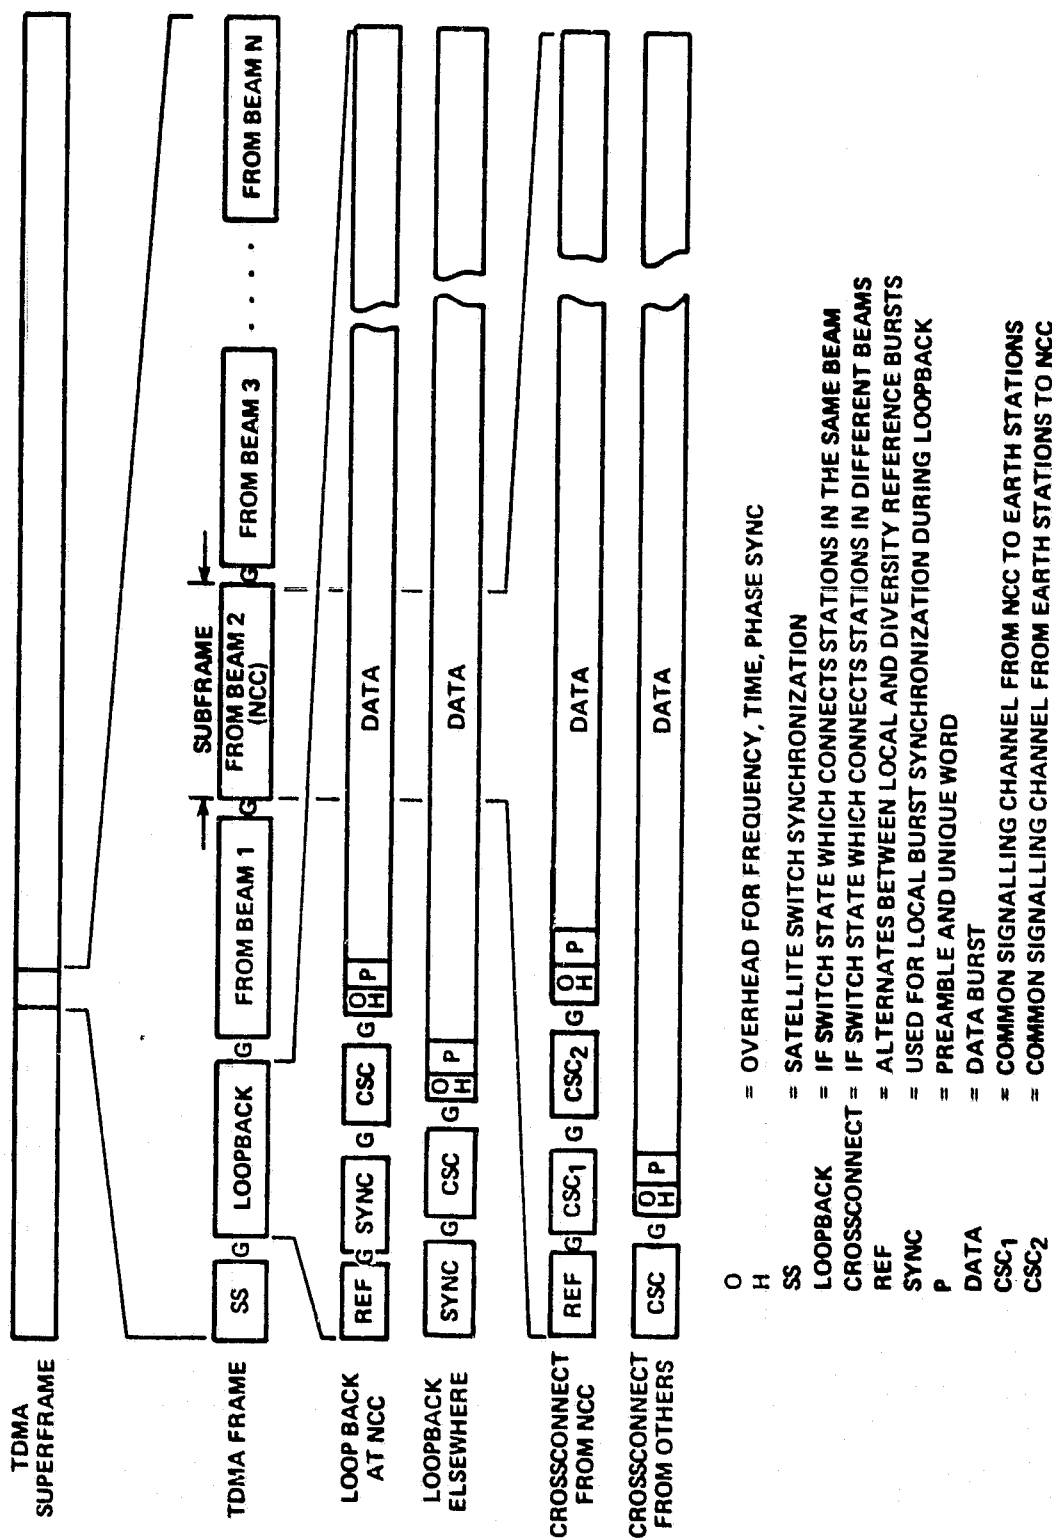 TDMA
SUPERFRAME
TDMA FRAME
SS G LOOPBACK G FROM BEAM 1 G FROM BEAM 2 G FROM BEAM 3 . . . . . FROM BEAM N
(NCC)
SUBFRAME
LOOP BACK
AT NCC
REF G SYNC G CSC G O H P DATA
LOOPBACK
ELSEWHERE
SYNC G CSC G O H P DATA
CROSSCONNECT
FROM NCC
REF G CSC1 G CSC2 G O H P DATA
CROSSCONNECT
FROM OTHERS
CSC G O H P DATA
O
H = OVERHEAD FOR FREQUENCY, TIME, PHASE SYNC
SS = SATELLITE SWITCH SYNCHRONIZATION
LOOPBACK = IF SWITCH STATE WHICH CONNECTS STATIONS IN THE SAME BEAM
CROSSCONNECT = IF SWITCH STATE WHICH CONNECTS STATIONS IN DIFFERENT BEAMS
REF = ALTERNATES BETWEEN LOCAL AND DIVERSITY REFERENCE BURSTS
SYNC = USED FOR LOCAL BURST SYNCHRONIZATION DURING LOOPBACK
P = PREAMBLE AND UNIQUE WORD
DATA = DATA BURST
CSC1 = COMMON SIGNALLING CHANNEL FROM NCC TO EARTH STATIONS
CSC2 = COMMON SIGNALLING CHANNEL FROM EARTH STATIONS TO NCC